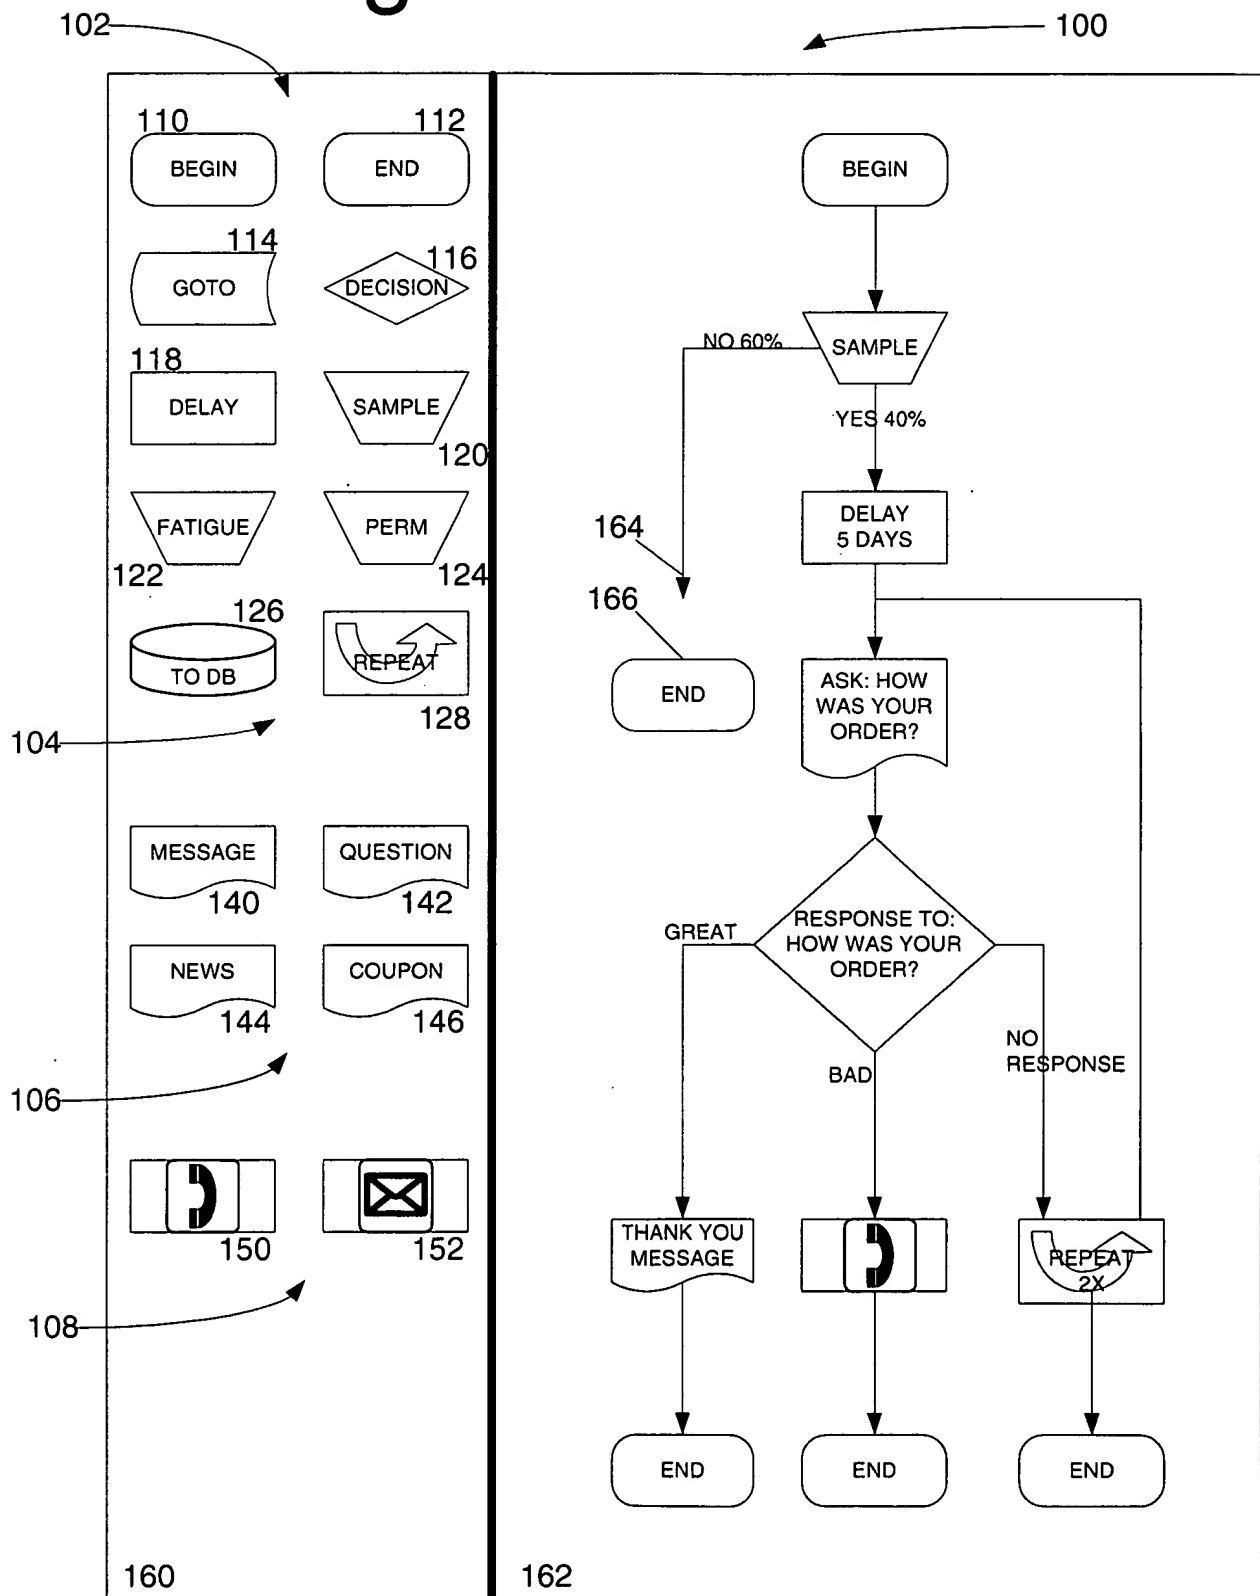 102
100
110
112
BEGIN
END
114
116
GOTO
DECISION
118
DELAY
SAMPLE
120
FATIGUE
PERM
122
124
126
TO DB
REPEAT
128
104
MESSAGE
QUESTION
140
142
NEWS
COUPON
144
146
106
150
152
108
160
BEGIN
SAMPLE
NO 60%
YES 40%
DELAY
5 DAYS
164
166
END
ASK: HOW
WAS YOUR
ORDER?
RESPONSE TO:
HOW WAS YOUR
ORDER?
GREAT
BAD
NO
RESPONSE
THANK YOU
MESSAGE
REPEAT
2X
END
END
END
162